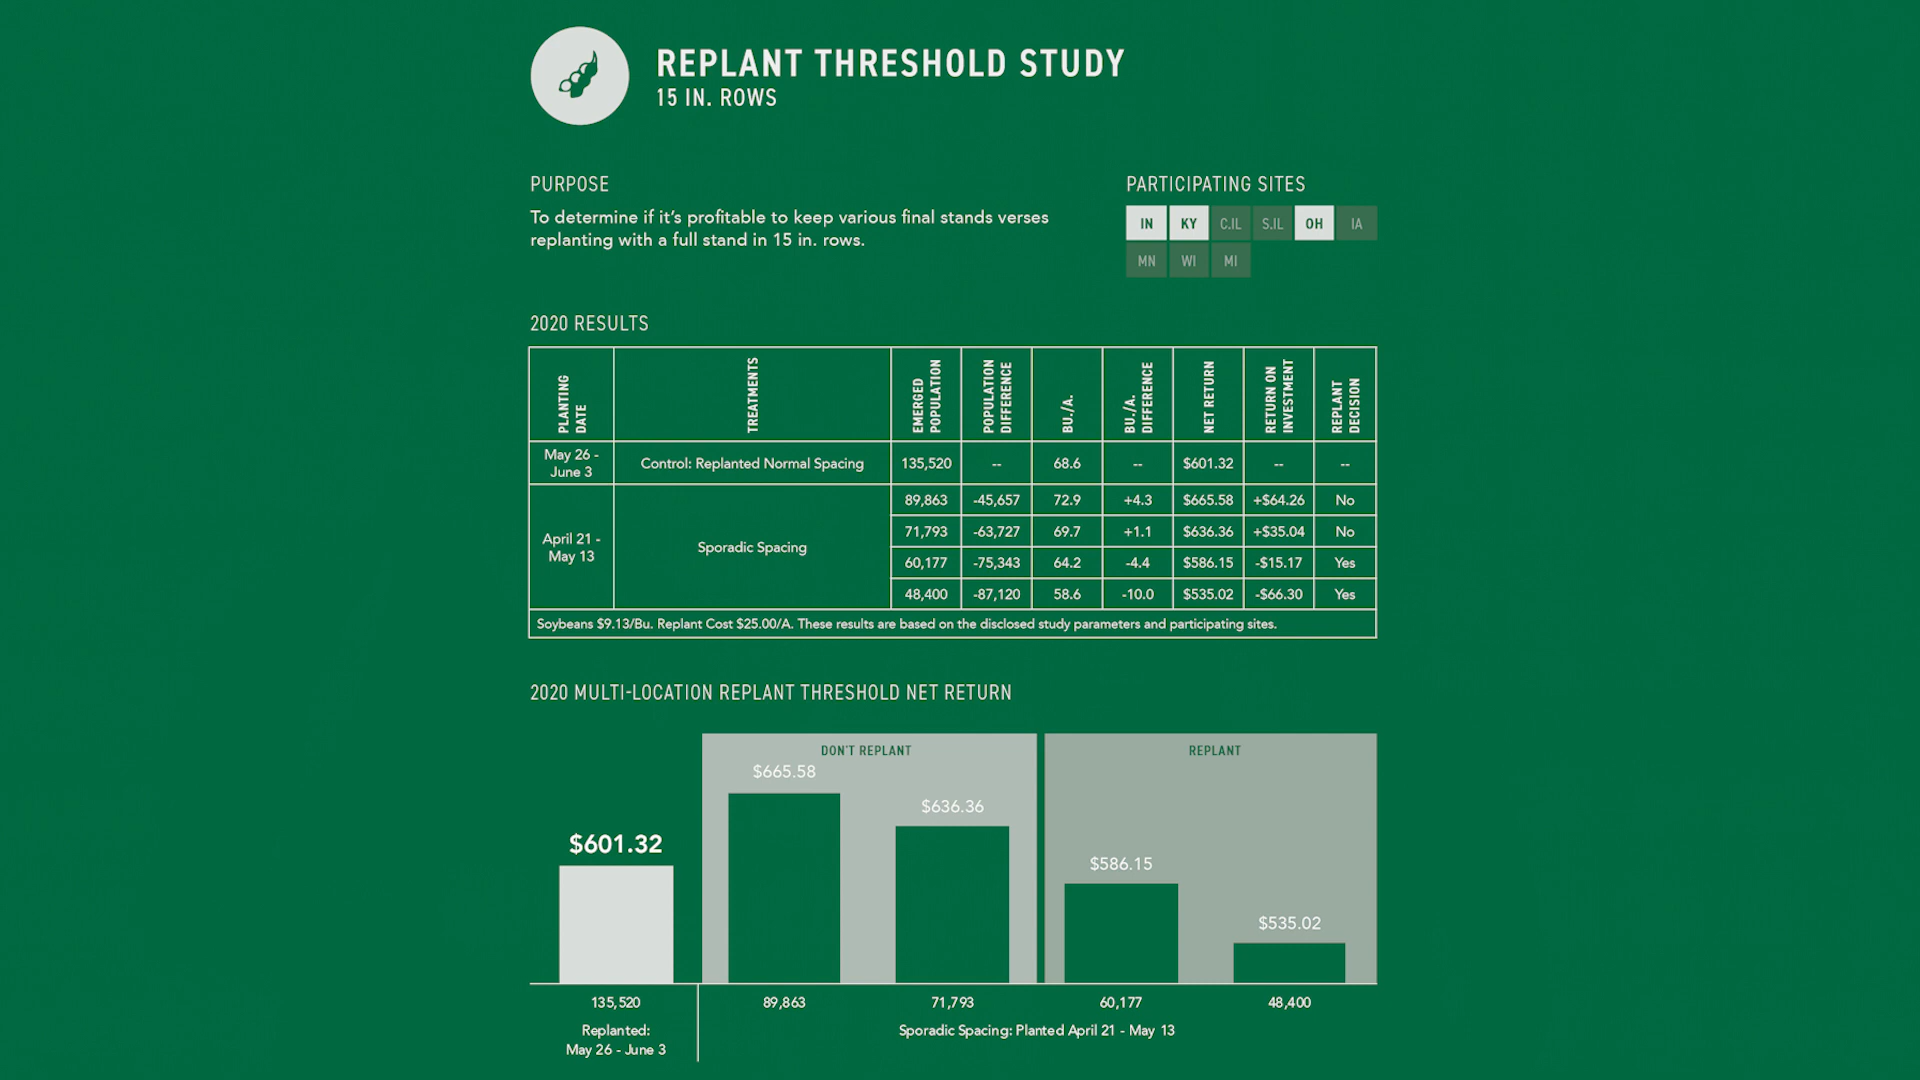 REPLANT THRESHOLD STUDY
15 IN. ROWS
PURPOSE
To determine if it's profitable to keep various final stands verses
replanting with a full stand in 15 in. rows.
PARTICIPATING SITES
IN KY C.IL S.IL OH IA
MN WI MI
2020 RESULTS
PLANTING DATE TREATMENTS EMERGED POPULATION POPULATION DIFFERENCE BU./A. BU./A. DIFFERENCE NET RETURN RETURN ON INVESTMENT REPLANT DECISION
May 26 - June 3 Control: Replanted Normal Spacing 135,520 -- 68.6 -- $601.32 -- --
April 21 - May 13 Sporadic Spacing
89,863 -45,657 72.9 +4.3 $665.58 +$64.26 No
71,793 -63,727 69.7 +1.1 $636.36 +$35.04 No
60,177 -75,343 64.2 -4.4 $586.15 -$15.17 Yes
48,400 -87,120 58.6 -10.0 $535.02 -$66.30 Yes
Soybeans $9.13/Bu. Replant Cost $25.00/A. These results are based on the disclosed study parameters and participating sites.
2020 MULTI-LOCATION REPLANT THRESHOLD NET RETURN
DON'T REPLANT REPLANT
$601.32 $665.58 $636.36 $586.15 $535.02
135,520 89,863 71,793 60,177 48,400
Replanted:
May 26 - June 3
Sporadic Spacing: Planted April 21 - May 13